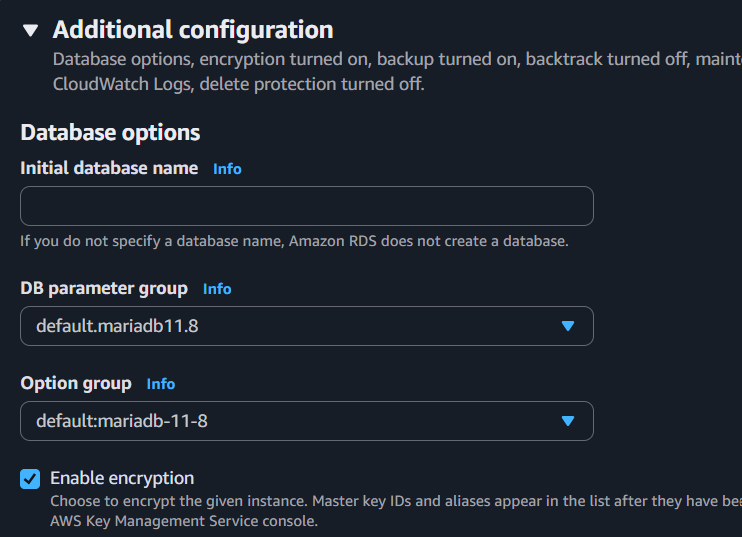 Additional configuration
Database options, encryption turned on, backup turned on, backtrack turned off,
CloudWatch Logs, delete protection turned off.
Database options
Initial database name Info
If you do not specify a database name, Amazon RDS does not create a database.
DB parameter group Info
default.mariadb11.8
Option group Info
default:mariadb-11-8
Enable encryption
Choose to encrypt the given instance. Master key IDs and aliases appear in the list after they have
AWS Key Management Service console.